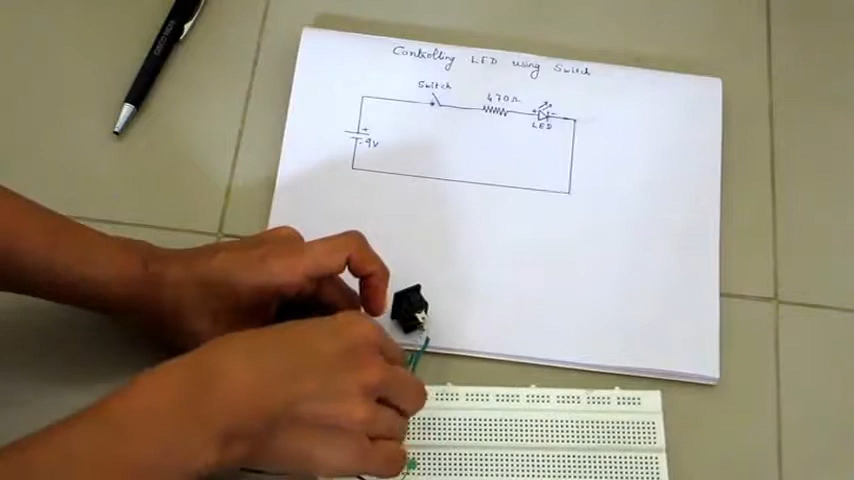 Controlling LED using Switch
Switch
470Ω
+ -
LED
+
- 9V